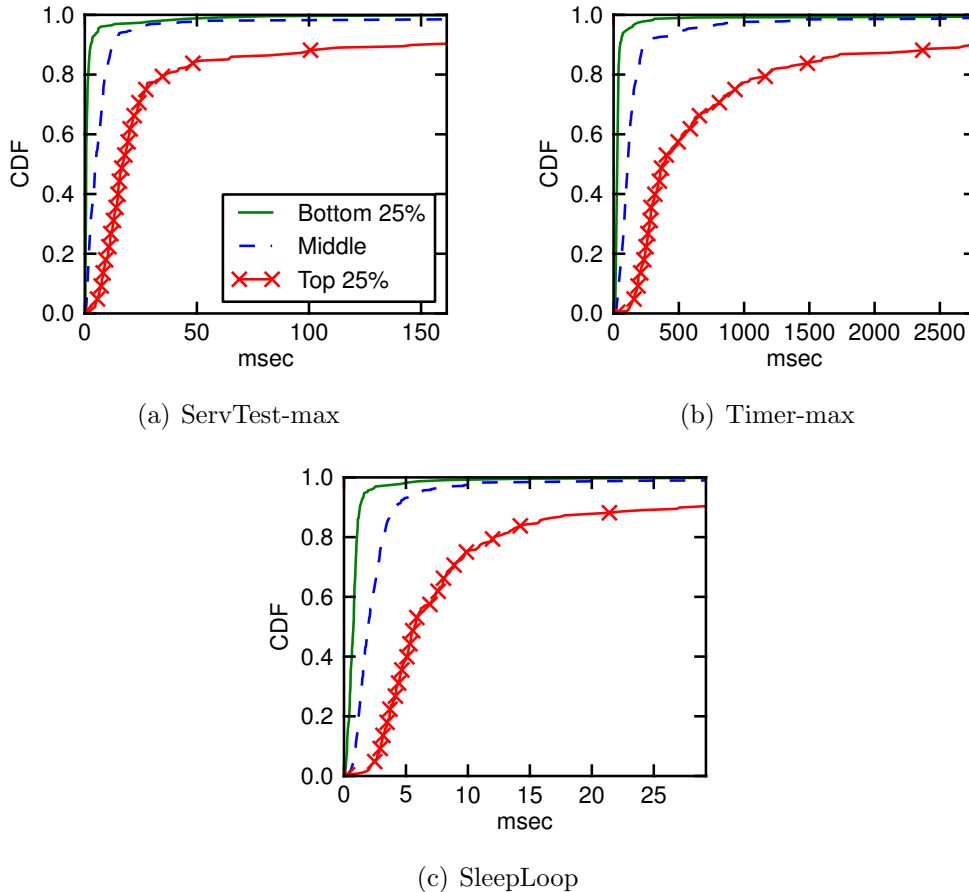 1.0
0.8
0.6
0.4
0.2
0.0
CDF
0 50 100 150
msec
Bottom 25%
Middle
Top 25%
(a) ServTest-max
1.0
0.8
0.6
0.4
0.2
0.0
CDF
0 500 1000 1500 2000 2500
msec
(b) Timer-max
1.0
0.8
0.6
0.4
0.2
0.0
CDF
0 5 10 15 20 25
msec
(c) SleepLoop